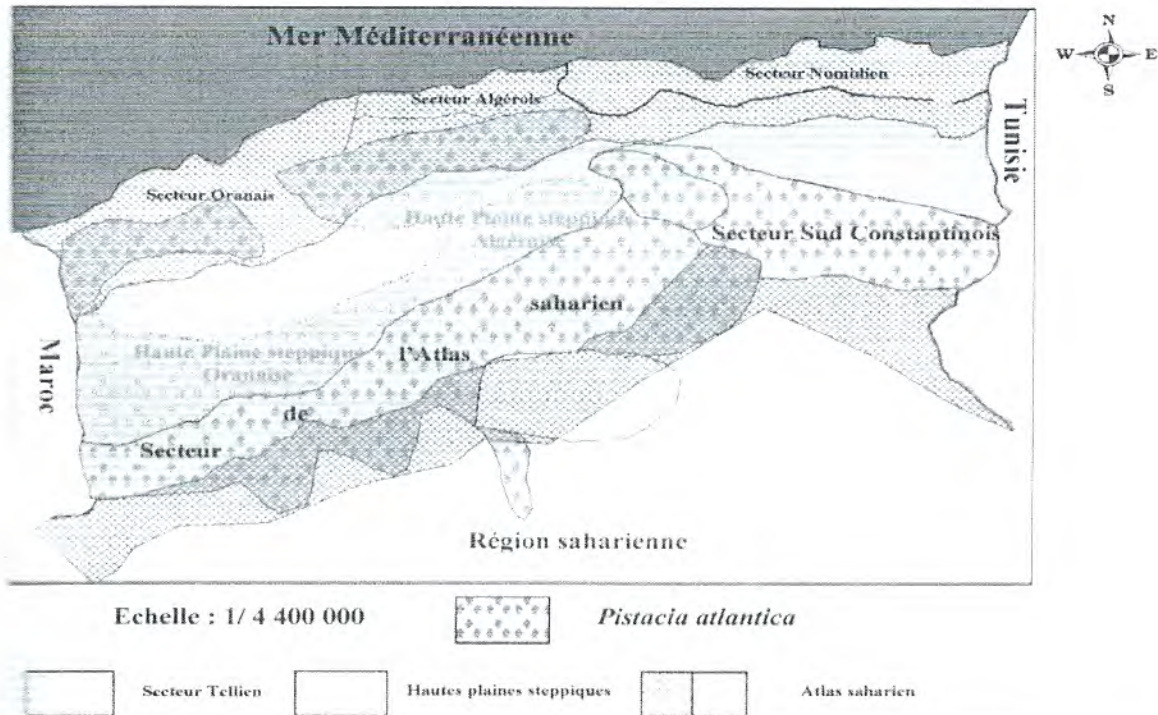 Mer Méditerranéenne
N
W E
S
Secteur Numidien
Secteur Algérois
Tunisie
Secteur Oranais
Haute Plaine steppique
Algéroise
Secteur Sud Constantinois
saharien
Haute Plaine steppique
Oranaise
l'Atlas
Maroc
de
Secteur
Région saharienne
Echelle : 1/ 4 400 000
Pistacia atlantica
Secteur Tellien
Hautes plaines steppiques
Atlas saharien